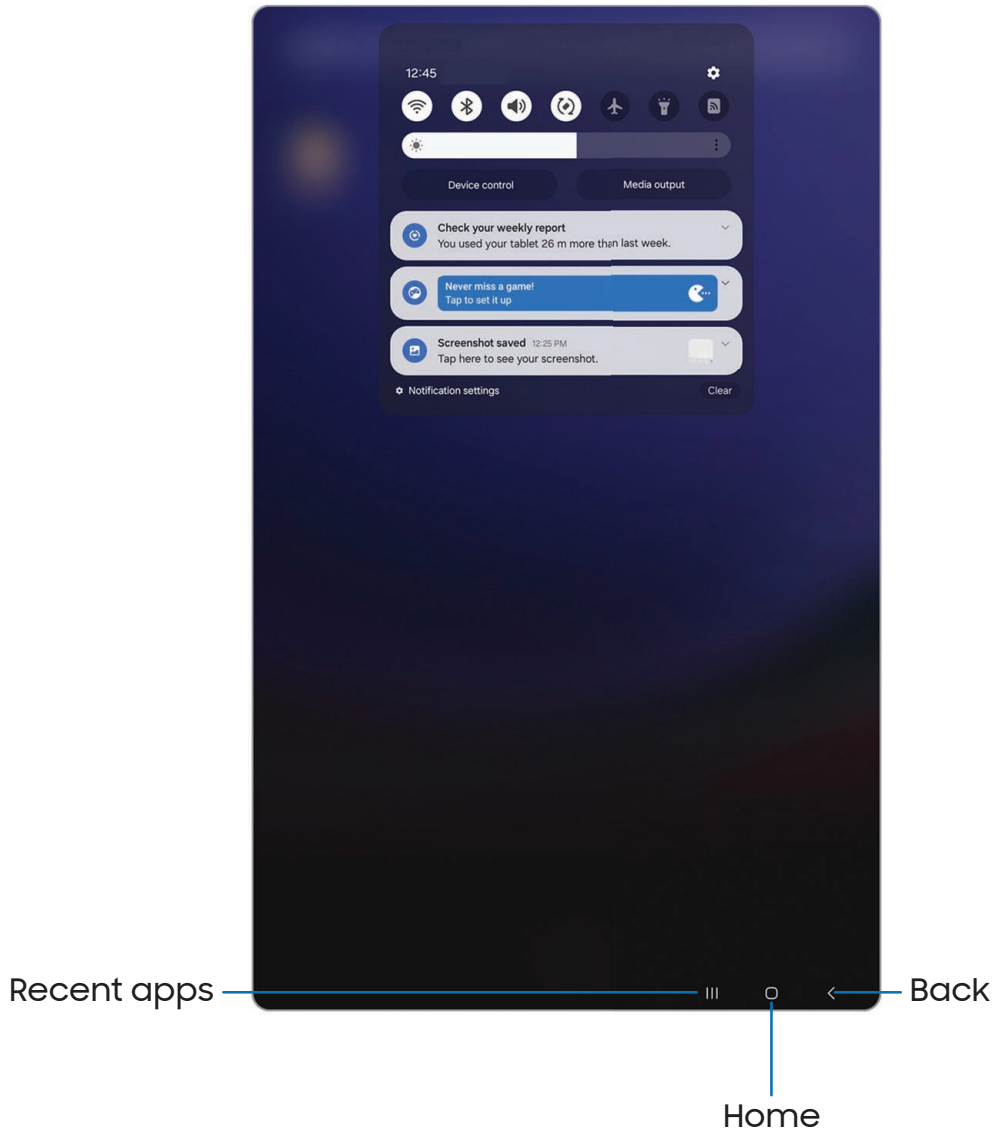 12:45
Device control
Media output
Check your weekly report
You used your tablet 26 m more than last week.
Never miss a game!
Tap to set it up
Screenshot saved 12:25 PM
Tap here to see your screenshot.
Notification settings
Clear
Recent apps
Back
Home